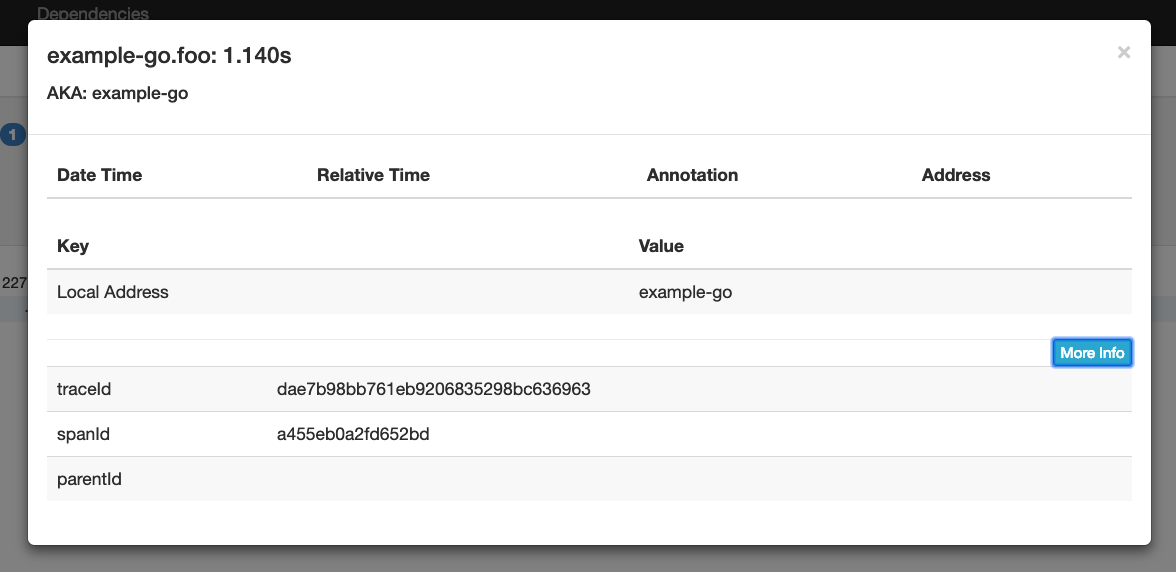 Dependencies
example-go.foo: 1.140s
×
AKA: example-go
1
Date Time Relative Time Annotation Address
Key Value
227
Local Address example-go
More Info
traceId dae7b98bb761eb9206835298bc636963
spanId a455eb0a2fd652bd
parentId